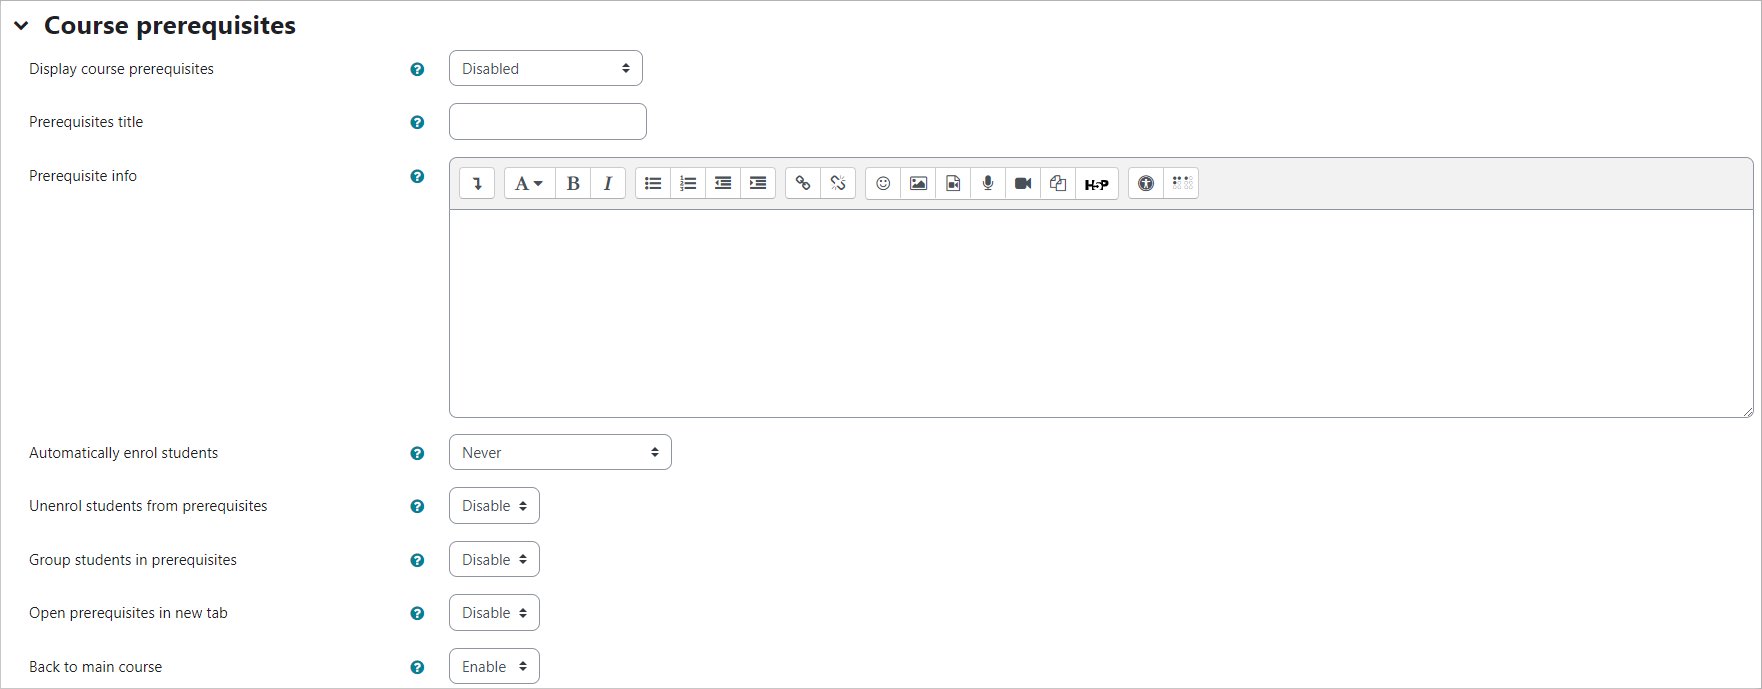 Course prerequisites
Display course prerequisites
Disabled
Prerequisites title
Prerequisite info
A B I H5P
Automatically enrol students
Never
Unenrol students from prerequisites
Disable
Group students in prerequisites
Disable
Open prerequisites in new tab
Disable
Back to main course
Enable